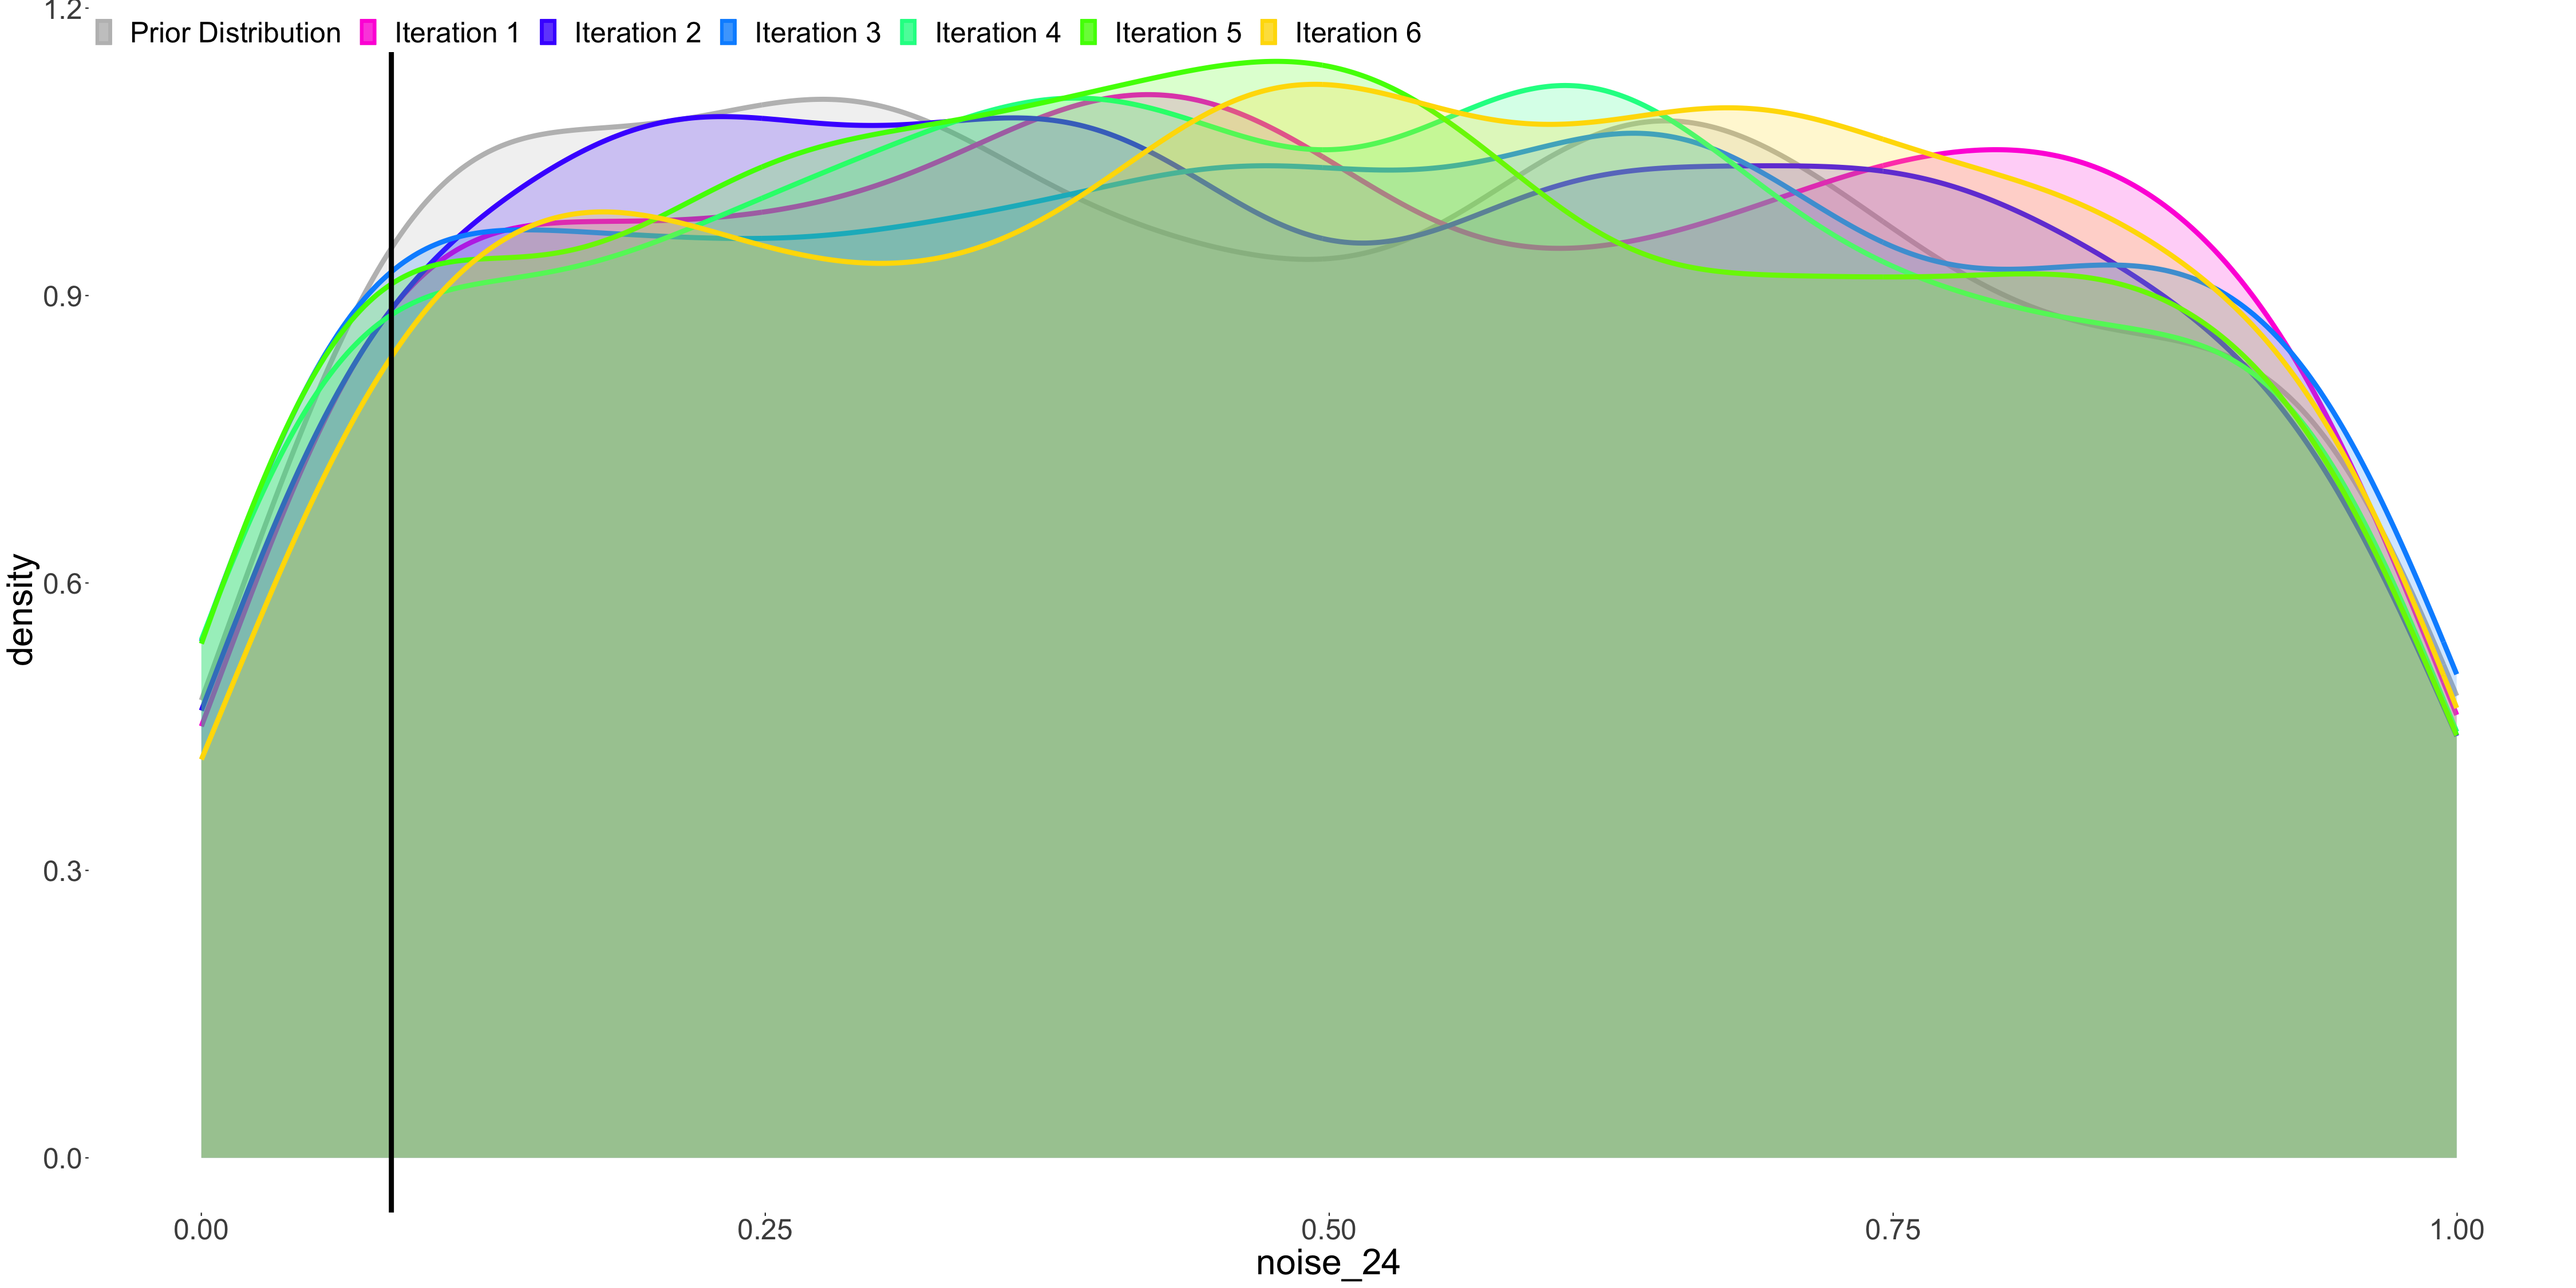 Prior Distribution Iteration 1 Iteration 2 Iteration 3 Iteration 4 Iteration 5 Iteration 6
1.2
0.9
0.6
0.3
0.0
density
0.00 0.25 0.50 0.75 1.00
noise_24